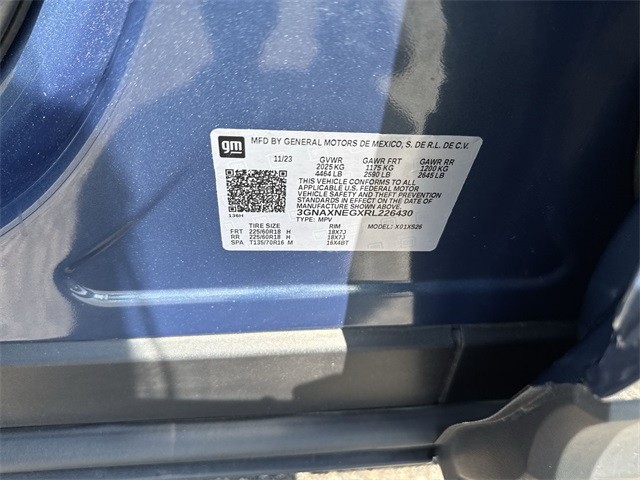 gm MFD BY GENERAL MOTORS DE MEXICO, S. DE R.L. DE C.V.
11/23 GVWR GAWR FRT GAWR RR
2025 KG 1175 KG 1200 KG
4464 LB 2590 LB 2645 LB
THIS VEHICLE CONFORMS TO ALL
APPLICABLE U.S. FEDERAL MOTOR
VEHICLE SAFETY AND THEFT PREVENTION
STANDARDS IN EFFECT ON THE DATE OF
MANUFACTURE SHOWN ABOVE.
3GNAXNEGXRL226430
TYPE: MPV MODEL: X01XS26
TIRE SIZE RIM
FRT 225/60R18 H 18X7J
RR 225/60R18 H 18X7J
SPA T135/70R16 M 16X4BT